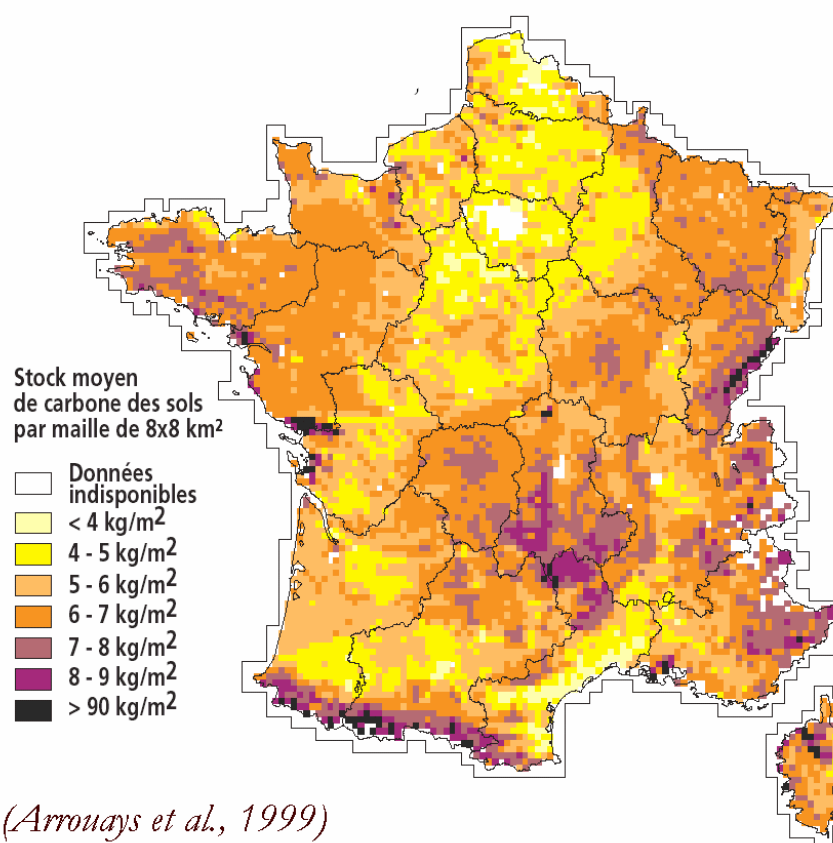 Stock moyen
de carbone des sols
par maille de 8x8 km²
Données
indisponibles
< 4 kg/m²
4 - 5 kg/m²
5 - 6 kg/m²
6 - 7 kg/m²
7 - 8 kg/m²
8 - 9 kg/m²
> 90 kg/m²
(Arrouays et al., 1999)